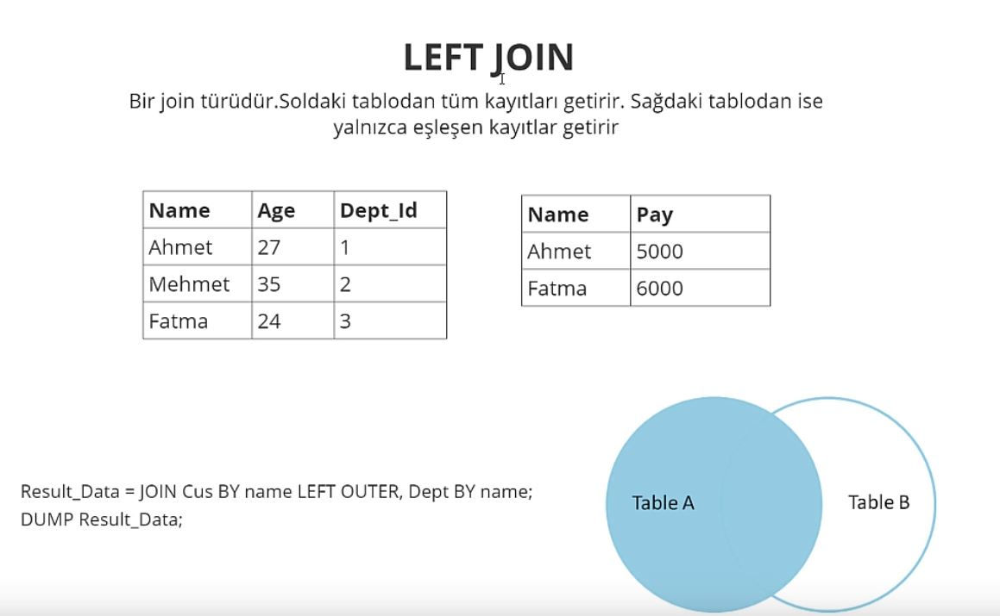 LEFT JOIN
Bir join türüdür.Soldaki tablodan tüm kayıtları getirir. Sağdaki tablodan ise
yalnızca eşleşen kayıtlar getirir
Name Age Dept_Id
Ahmet 27 1
Mehmet 35 2
Fatma 24 3
Name Pay
Ahmet 5000
Fatma 6000
Result_Data = JOIN Cus BY name LEFT OUTER, Dept BY name;
DUMP Result_Data;
Table A
Table B